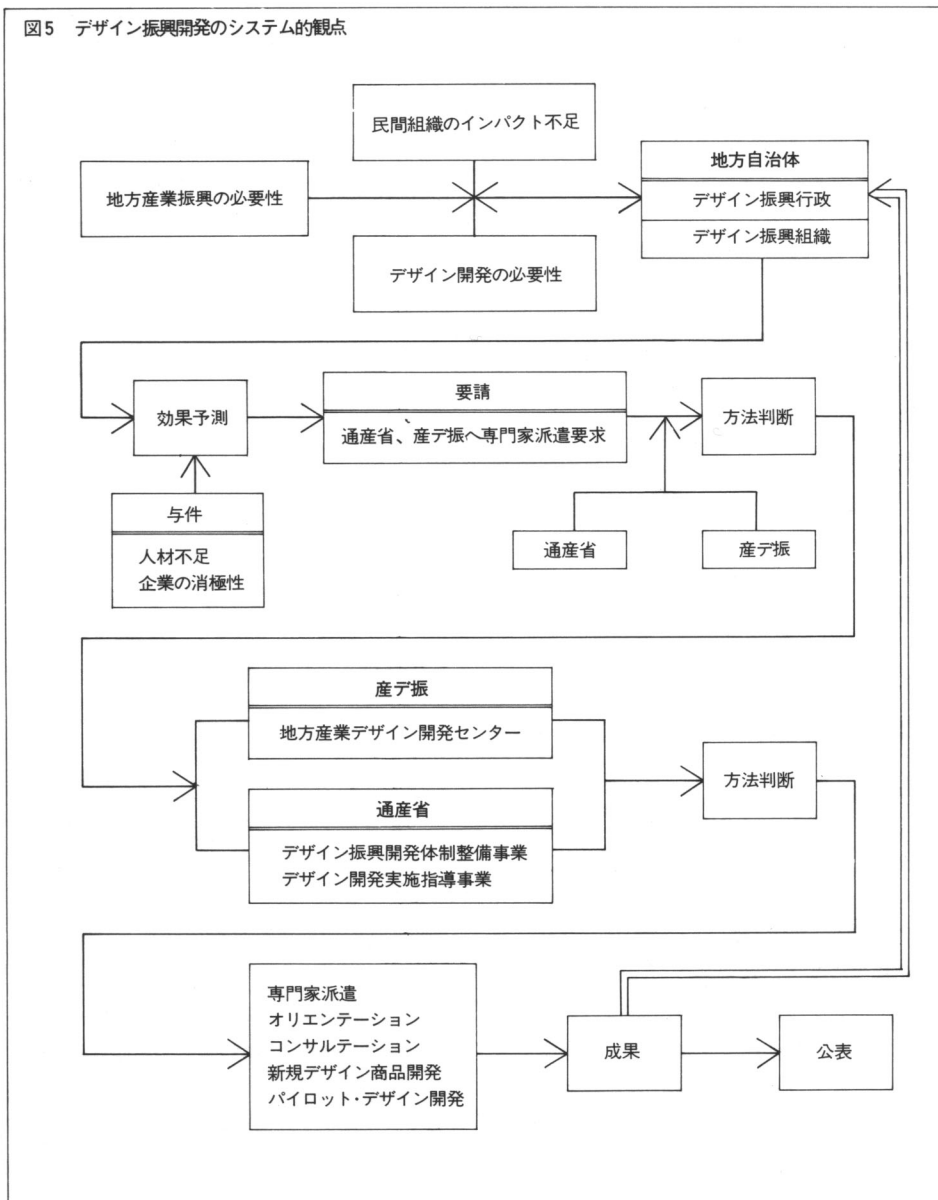 図5 デザイン振興開発のシステム的観点
民間組織のインパクト不足
地方産業振興の必要性
デザイン開発の必要性
地方自治体
デザイン振興行政
デザイン振興組織
効果予測
要請
通産省、産デ振へ専門家派遣要求
方法判断
与件
人材不足
企業の消極性
通産省
産デ振
産デ振
地方産業デザイン開発センター
通産省
デザイン振興開発体制整備事業
デザイン開発実施指導事業
方法判断
専門家派遣
オリエンテーション
コンサルテーション
新規デザイン商品開発
パイロット・デザイン開発
成果
公表